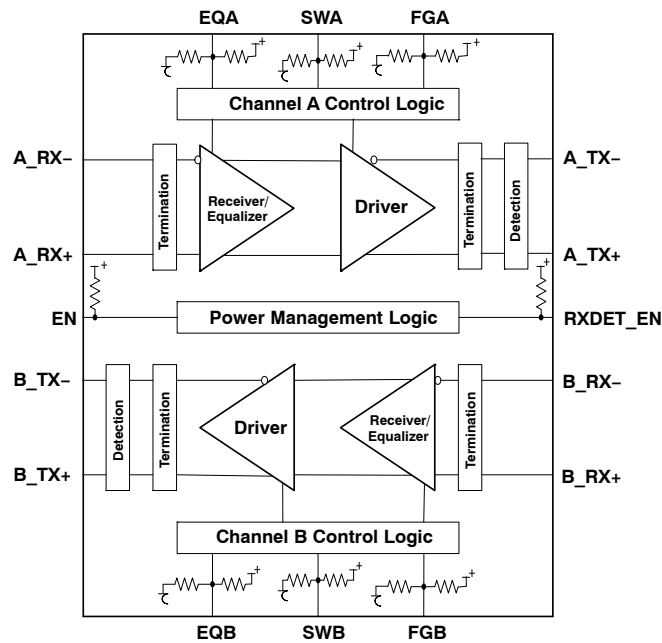 EQA SWA FGA
+ + +
Channel A Control Logic
A_RX− A_TX−
Termination
Receiver/
Equalizer
Driver
Termination
Detection
A_RX+ A_TX+
+ +
EN Power Management Logic RXDET_EN
B_TX− B_RX−
Detection
Termination
Driver
Receiver/
Equalizer
Termination
B_TX+ B_RX+
Channel B Control Logic
+ + +
EQB SWB FGB